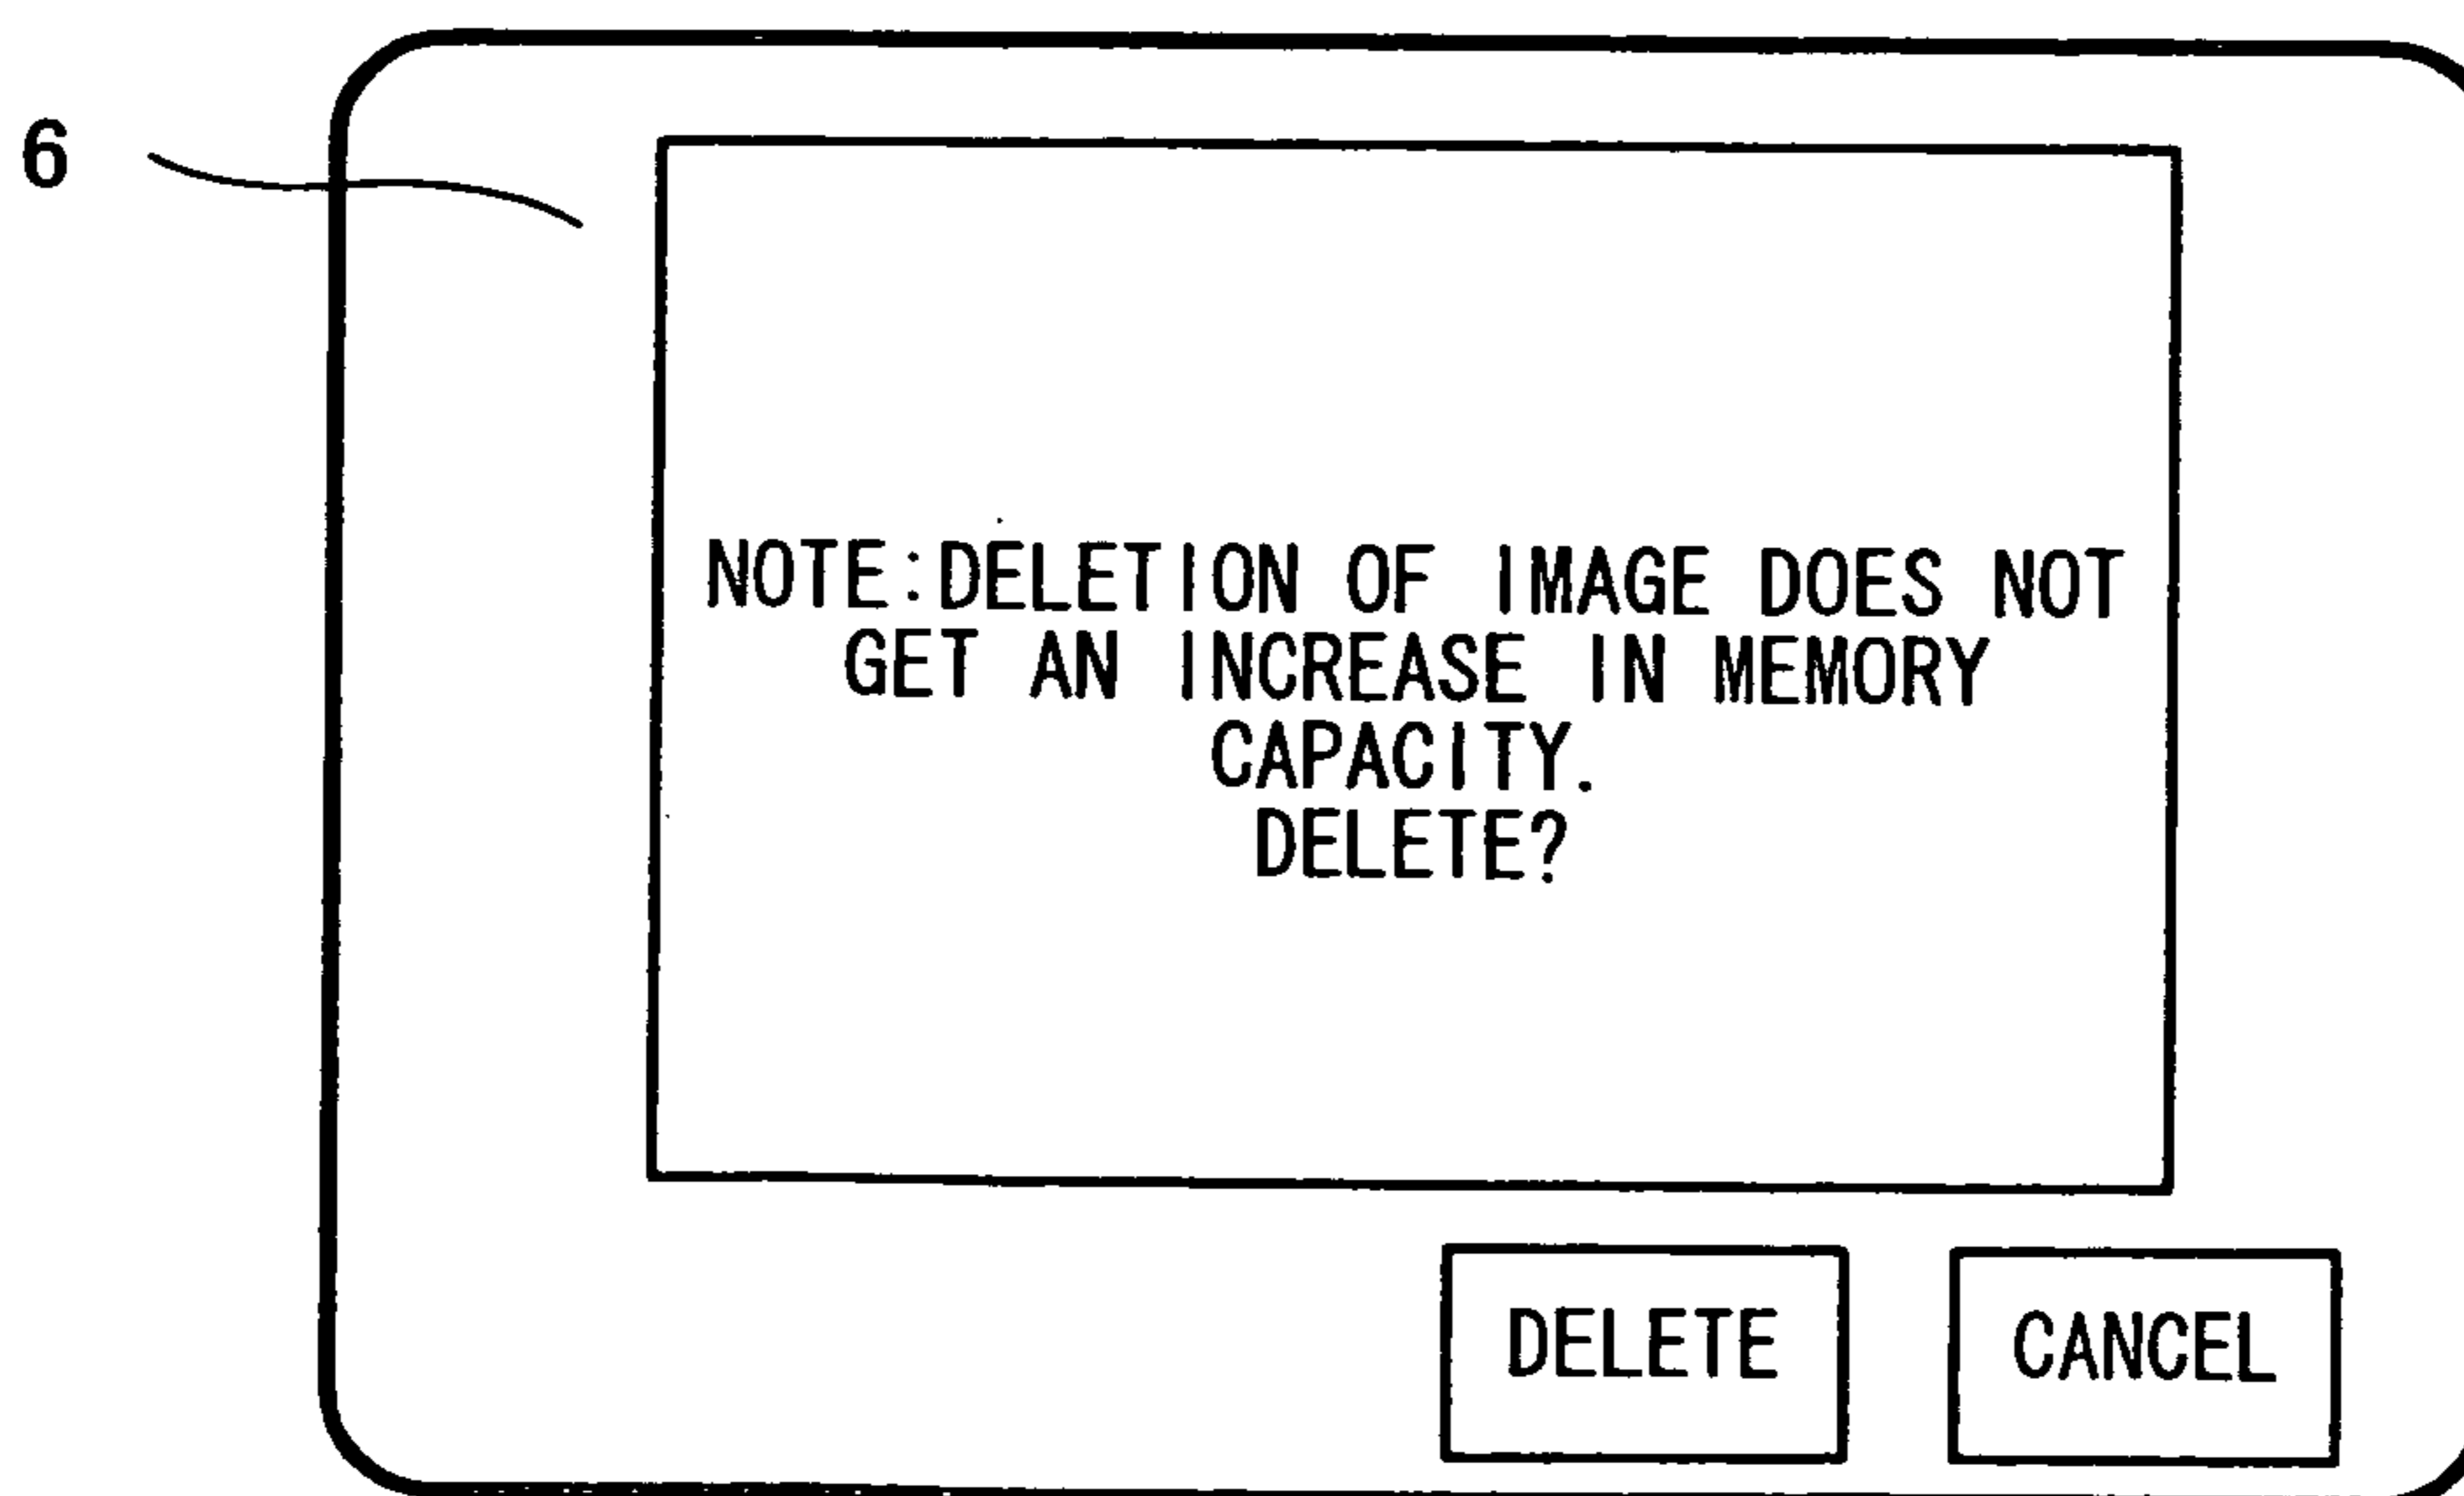 6
NOTE:DELETION OF IMAGE DOES NOT
GET AN INCREASE IN MEMORY
CAPACITY.
DELETE?
DELETE CANCEL